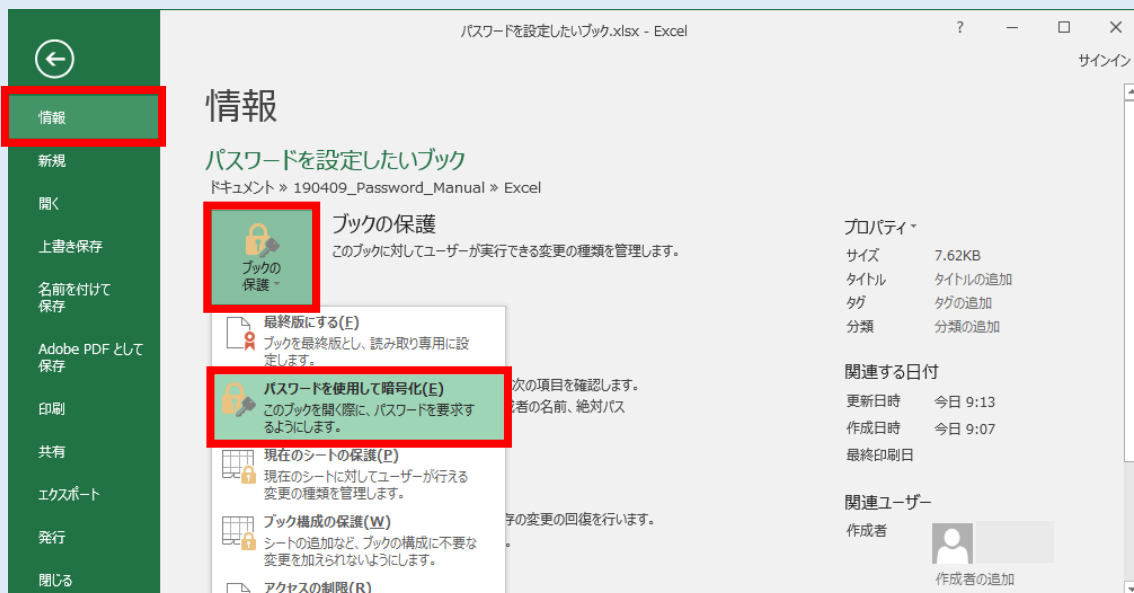 パスワードを設定したいブック.xlsx - Excel
?
サインイン
情報
新規
開く
上書き保存
名前を付けて
保存
Adobe PDF として
保存
印刷
共有
エクスポート
発行
閉じる
情報
パスワードを設定したいブック
ドキュメント » 190409_Password_Manual » Excel
ブックの
保護
ブックの保護
このブックに対してユーザーが実行できる変更の種類を管理します。
最終版にする(F)
ブックを最終版とし、読み取り専用に設
定します。
パスワードを使用して暗号化(E)
このブックを開く際に、パスワードを要求す
るようにします。
現在のシートの保護(P)
現在のシートに対してユーザーが行える
変更の種類を管理します。
ブック構成の保護(W)
シートの追加など、ブックの構成に不要な
変更を加えられないようにします。
アクセスの制限(R)
次の項目を確認します。
者の名前、絶対パス
存の変更の回復を行います。
。
プロパティ
サイズ 7.62KB
タイトル タイトルの追加
タグ タグの追加
分類 分類の追加
関連する日付
更新日時 今日 9:13
作成日時 今日 9:07
最終印刷日
関連ユーザー
作成者
作成者の追加